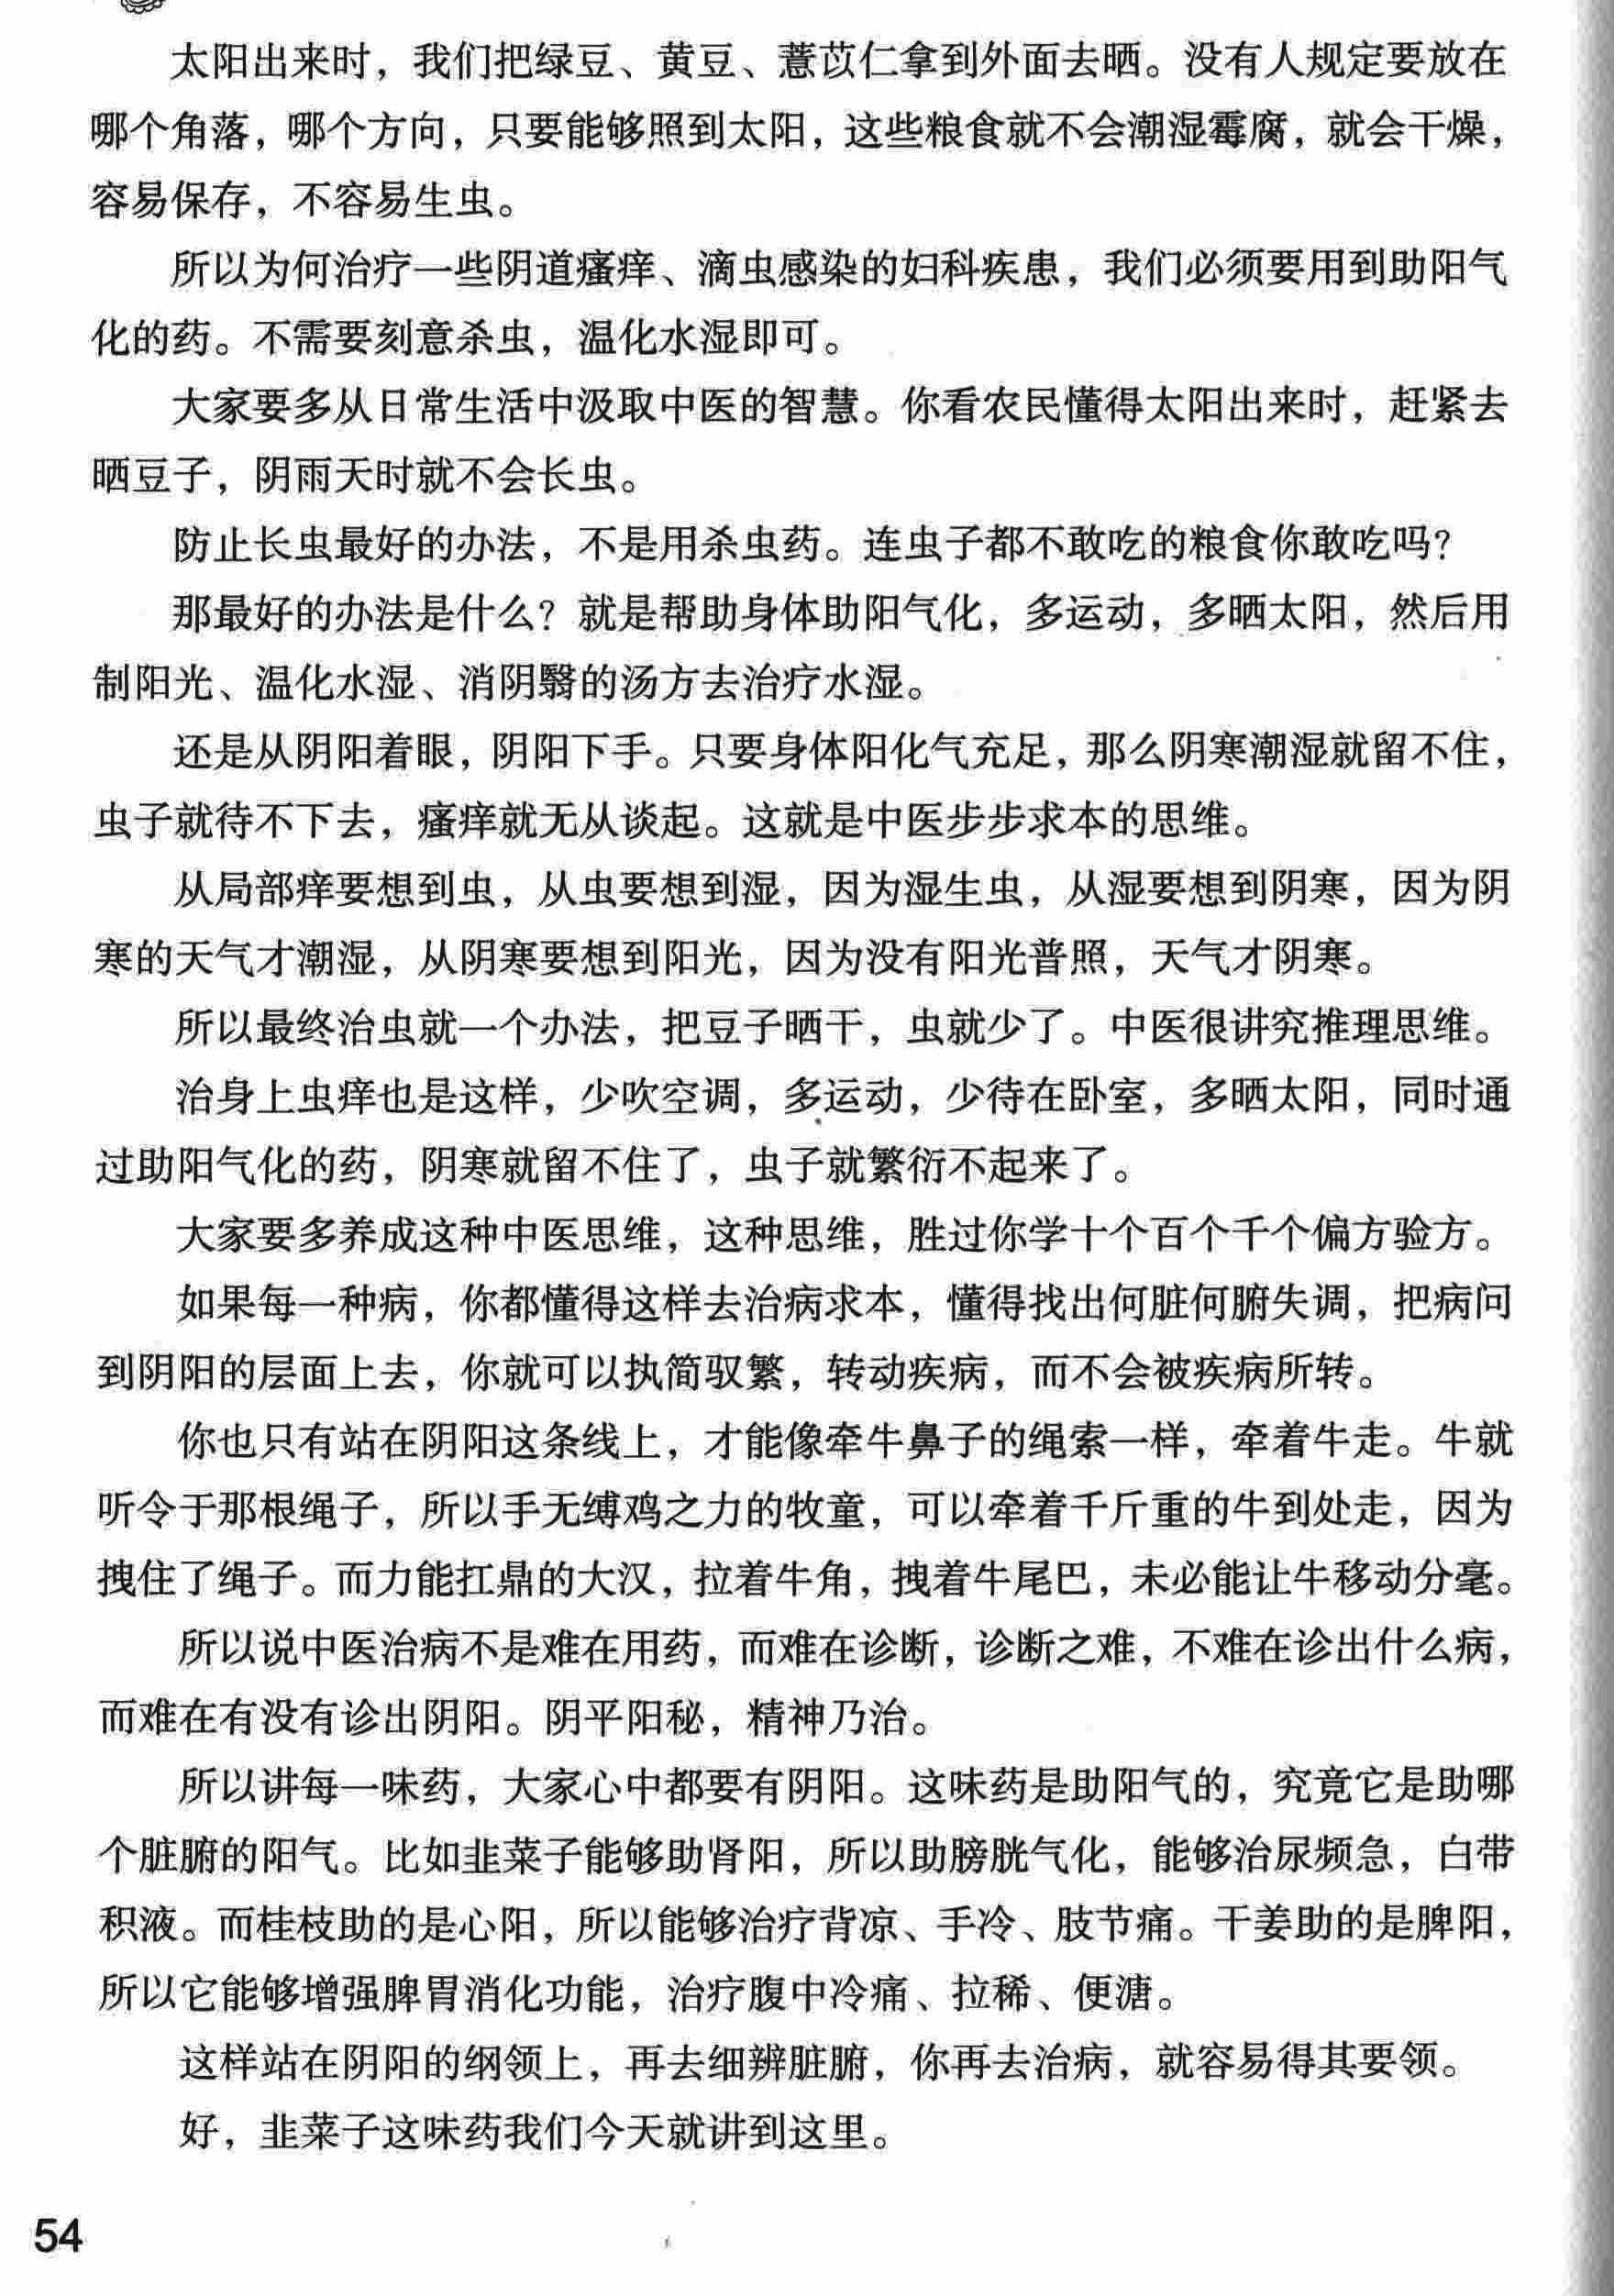 太阳出来时，我们把绿豆、黄豆、薏苡仁拿到外面去晒。没有人规定要放在
哪个角落，哪个方向，只要能够照到太阳，这些粮食就不会潮湿霉腐，就会干燥，
容易保存，不容易生虫。
所以为何治疗一些阴道瘙痒、滴虫感染的妇科疾患，我们必须要用到助阳气
化的药。不需要刻意杀虫，温化水湿即可。
大家要多从日常生活中汲取中医的智慧。你看农民懂得太阳出来时，赶紧去
晒豆子，阴雨天时就不会长虫。
防止长虫最好的办法，不是用杀虫药。连虫子都不敢吃的粮食你敢吃吗？
那最好的办法是什么？就是帮助身体助阳气化，多运动，多晒太阳，然后用
制阳光、温化水湿、消阴翳的汤方去治疗水湿。
还是从阴阳着眼，阴阳下手。只要身体阳化气充足，那么阴寒潮湿就留不住，
虫子就待不下去，瘙痒就无从谈起。这就是中医步步求本的思维。
从局部痒要想到虫，从虫要想到湿，因为湿生虫，从湿要想到阴寒，因为阴
寒的天气才潮湿，从阴寒要想到阳光，因为没有阳光普照，天气才阴寒。
所以最终治虫就一个办法，把豆子晒干，虫就少了。中医很讲究推理思维。
治身上虫痒也是这样，少吹空调，多运动，少待在卧室，多晒太阳，同时通
过助阳气化的药，阴寒就留不住了，虫子就繁衍不起来了。
大家要多养成这种中医思维，这种思维，胜过你学十个百个千个偏方验方。
如果每一种病，你都懂得这样去治病求本，懂得找出何脏何腑失调，把病问
到阴阳的层面上去，你就可以执简驭繁，转动疾病，而不会被疾病所转。
你也只有站在阴阳这条线上，才能像牵牛鼻子的绳索一样，牵着牛走。牛就
听令于那根绳子，所以手无缚鸡之力的牧童，可以牵着千斤重的牛到处走，因为
拽住了绳子。而力能扛鼎的大汉，拉着牛角，拽着牛尾巴，未必能让牛移动分毫。
所以说中医治病不是难在用药，而难在诊断，诊断之难，不难在诊出什么病，
而难在有没有诊出阴阳。阴平阳秘，精神乃治。
所以讲每一味药，大家心中都要有阴阳。这味药是助阳气的，究竟它是助哪
个脏腑的阳气。比如韭菜子能够助肾阳，所以助膀胱气化，能够治尿频急，白带
积液。而桂枝助的是心阳，所以能够治疗背凉、手冷、肢节痛。干姜助的是脾阳，
所以它能够增强脾胃消化功能，治疗腹中冷痛、拉稀、便溏。
这样站在阴阳的纲领上，再去细辨脏腑，你再去治病，就容易得其要领。
好，韭菜子这味药我们今天就讲到这里。
54